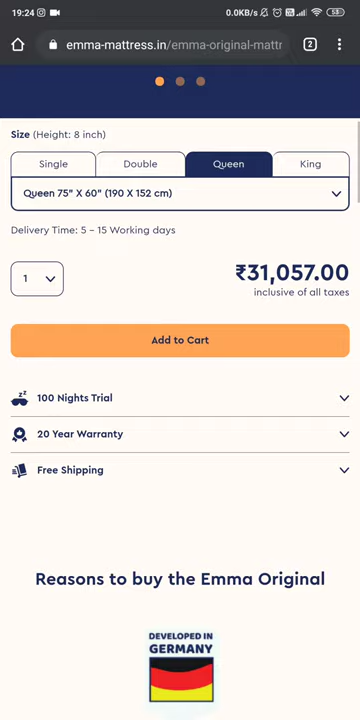 19:24
0.0KB/s
53
emma-mattress.in/emma-original-mattr
2
Size (Height: 8 inch)
Single Double Queen King
Queen 75" X 60" (190 X 152 cm)
Delivery Time: 5 - 15 Working days
1
₹31,057.00
inclusive of all taxes
Add to Cart
100 Nights Trial
20 Year Warranty
Free Shipping
Reasons to buy the Emma Original
DEVELOPED IN
GERMANY